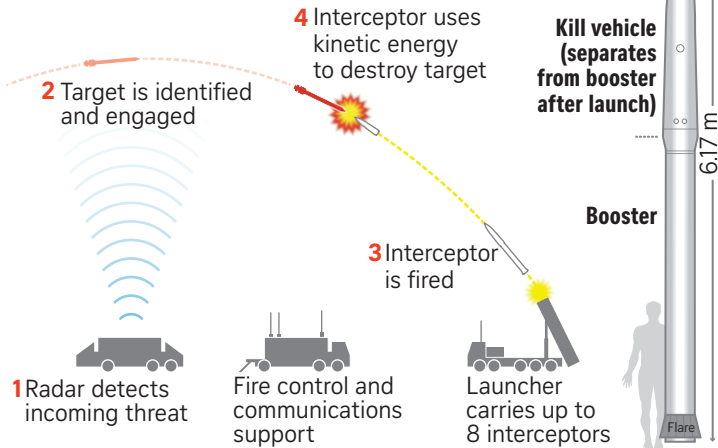 4 Interceptor uses
kinetic energy
to destroy target
2 Target is identified
and engaged
3 Interceptor
is fired
1 Radar detects
incoming threat
Fire control and
communications
support
Launcher
carries up to
8 interceptors
Kill vehicle
(separates
from booster
after launch)
Booster
6.17 m
Flare